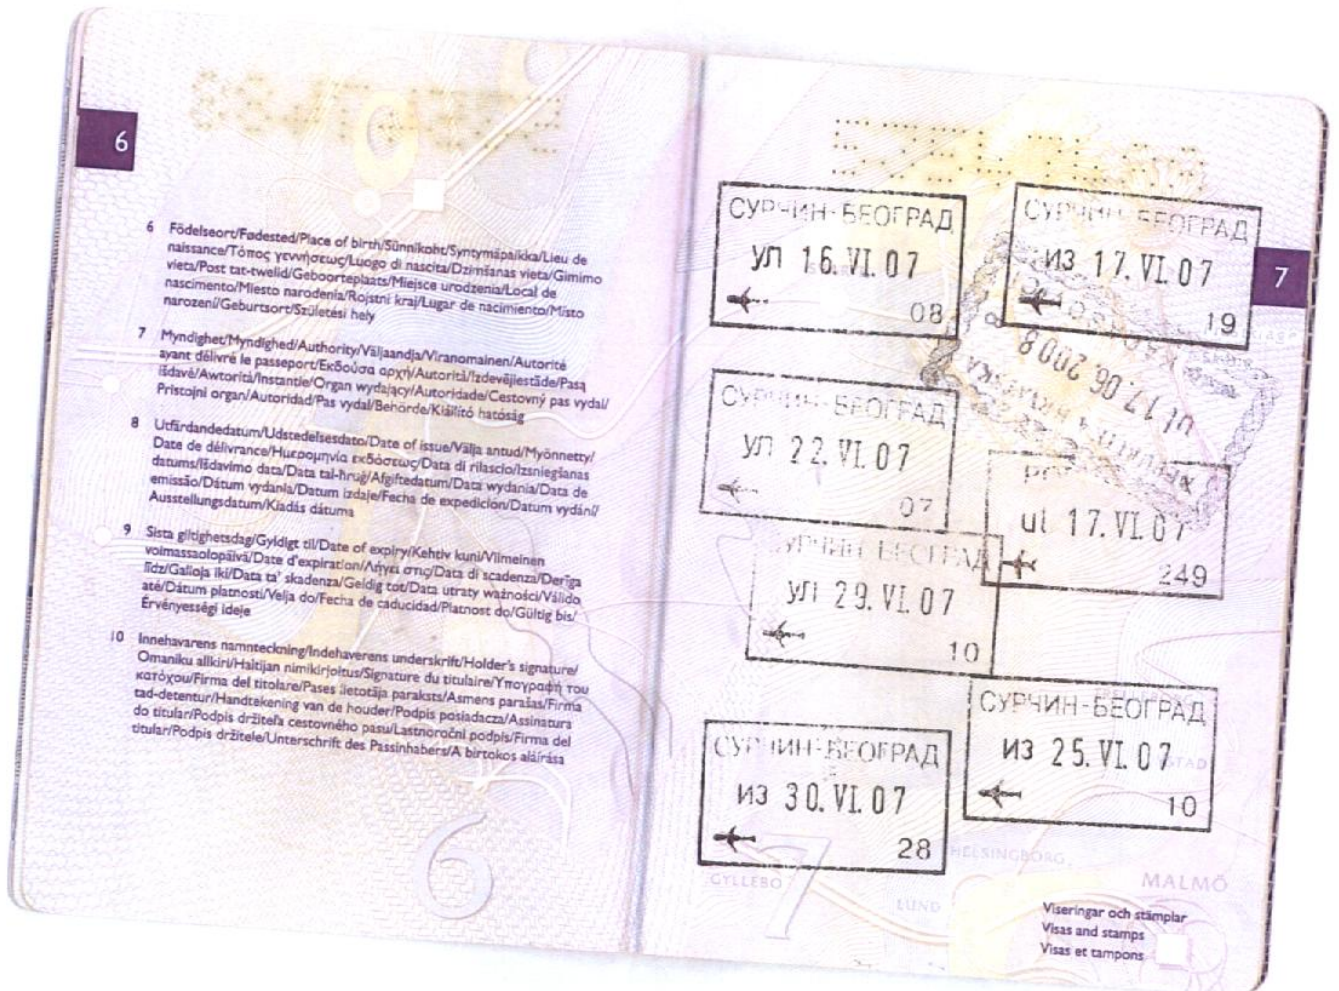 6
6 Födelseort/Fødested/Place of birth/Sünnikoht/Syntymäpaikka/Lieu de
naissance/Τόπος γεννήσεως/Luogo di nascita/Dzimšanas vieta/Gimimo
vieta/Post tat-twelid/Geboorteplaats/Miejsce urodzenia/Local de
nascimento/Miesto narodenia/Rojstni kraj/Lugar de nacimiento/Místo
narození/Geburtsort/Születési hely
7 Myndighet/Myndighed/Authority/Väljaandja/Viranomainen/Autorité
ayant délivré le passeport/Εκδούσα αρχή/Autorità/Izdevējiestāde/Pasą
išdavė/Awtorità/Instantie/Organ wydający/Autoridade/Cestovný pas vydal/
Pristojni organ/Autoridad/Pas vydal/Behörde/Kiállító hatóság
8 Utfärdandedatum/Udstedelsesdato/Date of issue/Välja antud/Myönnetty/
Date de délivrance/Ημερομηνία εκδόσεως/Data di rilascio/Izsniegšanas
datums/Išdavimo data/Data tal-ħruġ/Afgiftedatum/Data wydania/Data de
emissão/Dátum vydania/Datum izdaje/Fecha de expedición/Datum vydání/
Ausstellungsdatum/Kiadás dátuma
9 Sista giltighetsdag/Gyldigt til/Date of expiry/Kehtiv kuni/Viimeinen
voimassaolopäivä/Date d'expiration/Λήγει στις/Data di scadenza/Derīga
līdz/Galioja iki/Data ta' skadenza/Geldig tot/Data utraty ważności/Válido
até/Dátum platnosti/Velja do/Fecha de caducidad/Platnost do/Gültig bis/
Érvényességi ideje
10 Innehavarens namnteckning/Indehaverens underskrift/Holder's signature/
Omaniku allkiri/Haltijan nimikirjoitus/Signature du titulaire/Υπογραφή του
κατόχου/Firma del titolare/Pases lietotāja paraksts/Asmens parašas/Firma
tad-detentur/Handtekening van de houder/Podpis posiadacza/Assinatura
do titular/Podpis držiteľa cestovného pasu/Lastnoročni podpis/Firma del
titular/Podpis držitele/Unterschrift des Passinhabers/A birtokos aláírása
6
СУРЧИН-БЕОГРАД
ул 16. VI. 07
08
СУРЧИН-БЕОГРАД
из 17. VI. 07
19
7
ul 17. 06. 2008
СУРЧИН-БЕОГРАД
ул 22. VI. 07
07
ul 17. VI. 07
249
СУРЧИН-БЕОГРАД
ул 29. VI. 07
10
СУРЧИН-БЕОГРАД
из 25. VI. 07
10
СУРЧИН-БЕОГРАД
из 30. VI. 07
28
7
HELSINGBORG
GYLLEBO
LUND
MALMÖ
Viseringar och stämplar
Visas and stamps
Visas et tampons